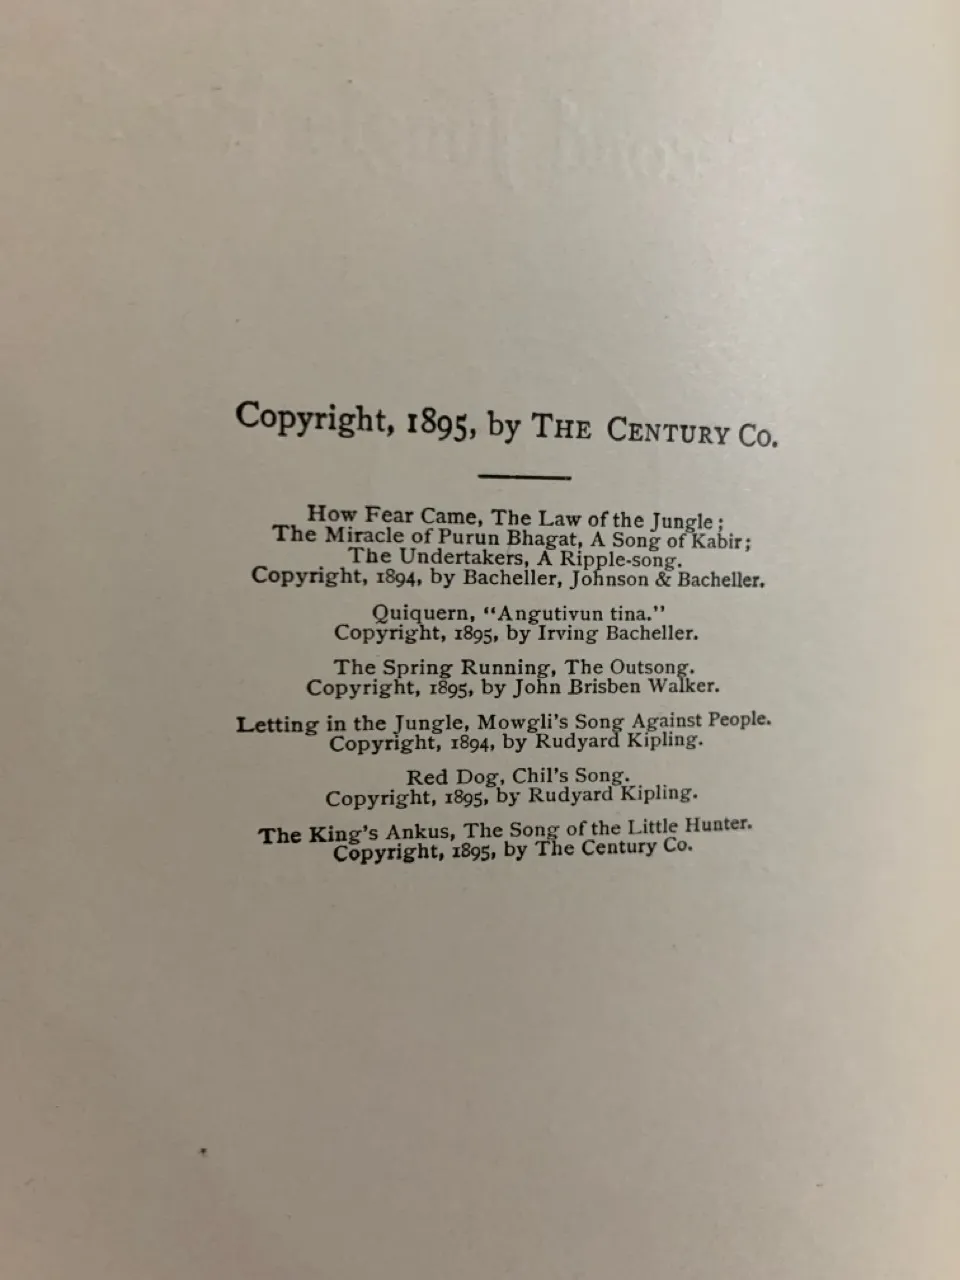 Copyright, 1895, by THE CENTURY CO.
How Fear Came, The Law of the Jungle;
The Miracle of Purun Bhagat, A Song of Kabir;
The Undertakers, A Ripple-song.
Copyright, 1894, by Bacheller, Johnson & Bacheller.
Quiquern, "Angutivun tina."
Copyright, 1895, by Irving Bacheller.
The Spring Running, The Outsong.
Copyright, 1895, by John Brisben Walker.
Letting in the Jungle, Mowgli's Song Against People.
Copyright, 1894, by Rudyard Kipling.
Red Dog, Chil's Song.
Copyright, 1895, by Rudyard Kipling.
The King's Ankus, The Song of the Little Hunter.
Copyright, 1895, by The Century Co.